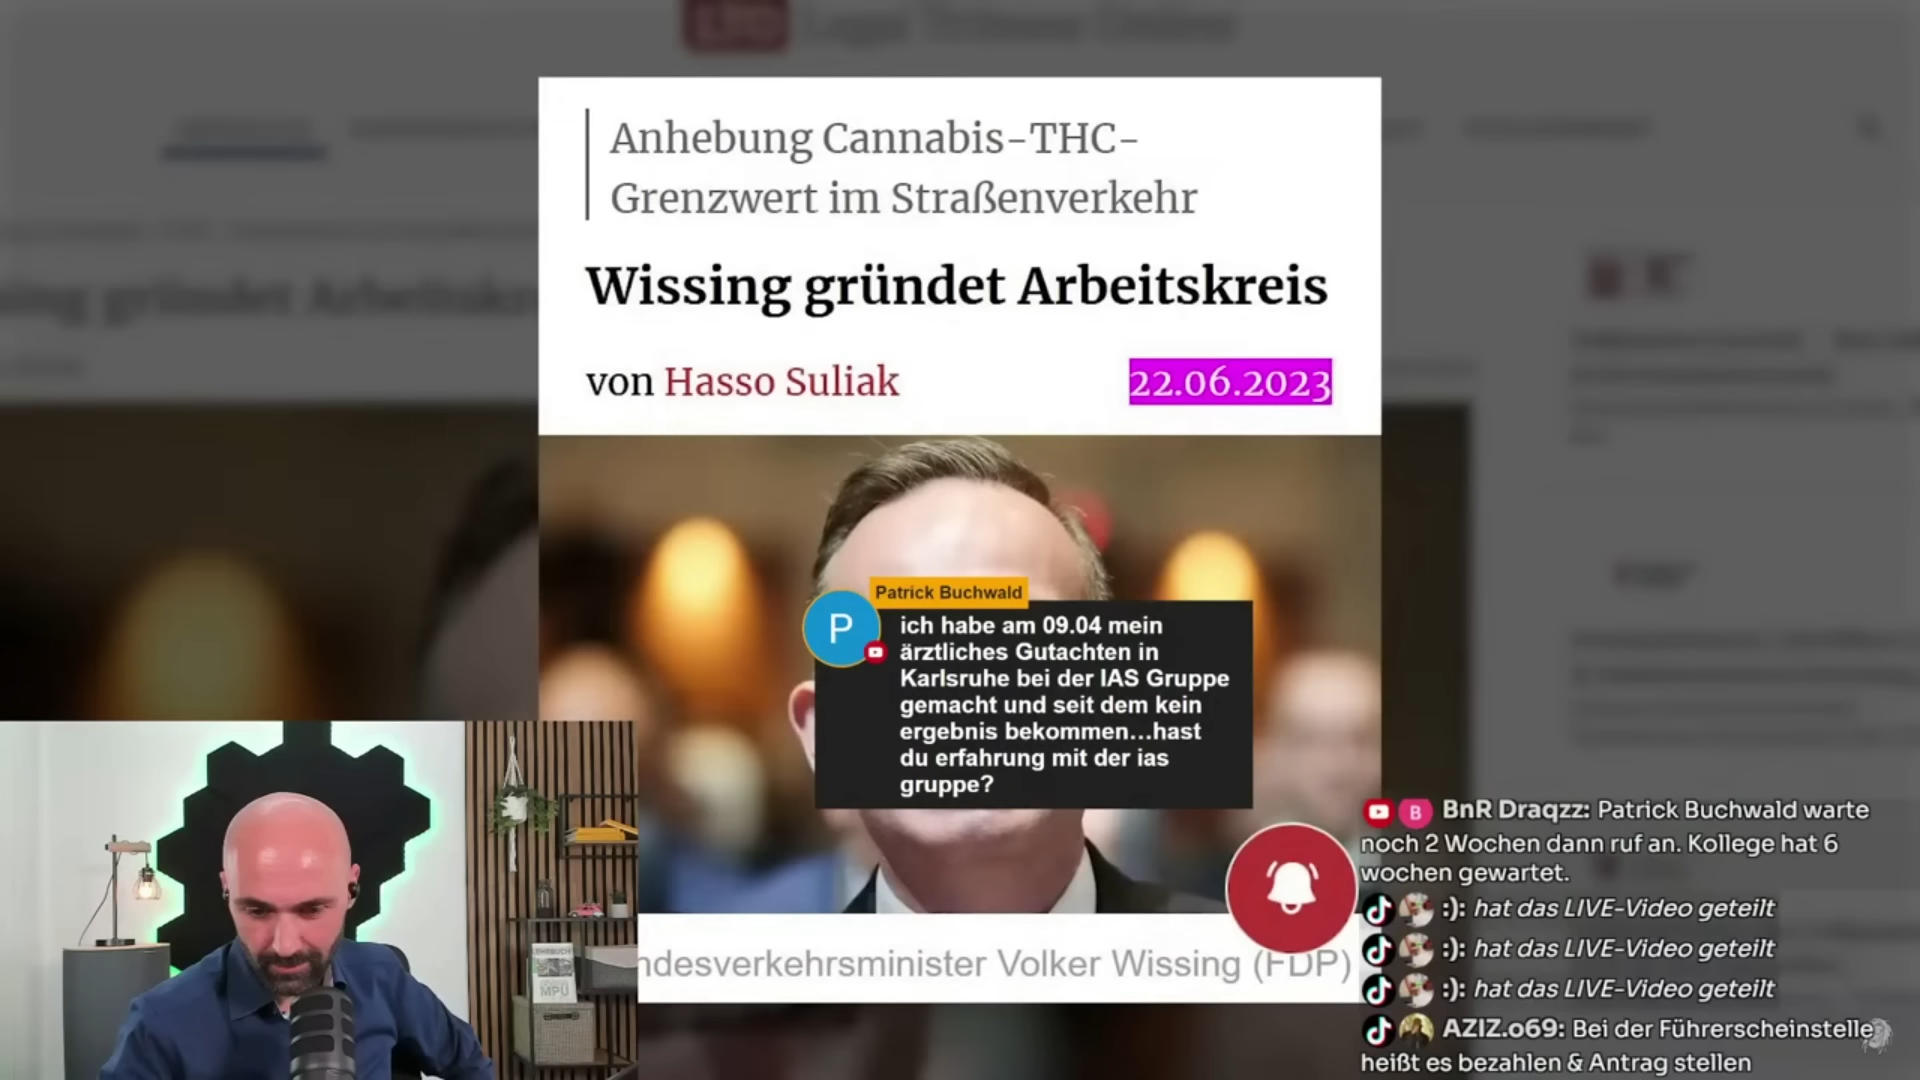 Anhebung Cannabis-THC-
Grenzwert im Straßenverkehr
Wissing gründet Arbeitskreis
von Hasso Suliak
22.06.2023
Patrick Buchwald
P
ich habe am 09.04 mein
ärztliches Gutachten in
Karlsruhe bei der IAS Gruppe
gemacht und seit dem kein
ergebnis bekommen...hast
du erfahrung mit der ias
gruppe?
ndesverkehrsminister Volker Wissing (FDP)
B BnR Draqzz: Patrick Buchwald warte
noch 2 Wochen dann ruf an. Kollege hat 6
wochen gewartet.
:): hat das LIVE-Video geteilt
:): hat das LIVE-Video geteilt
:): hat das LIVE-Video geteilt
AZIZ.o69: Bei der Führerscheinstelle
heißt es bezahlen & Antrag stellen
MPU